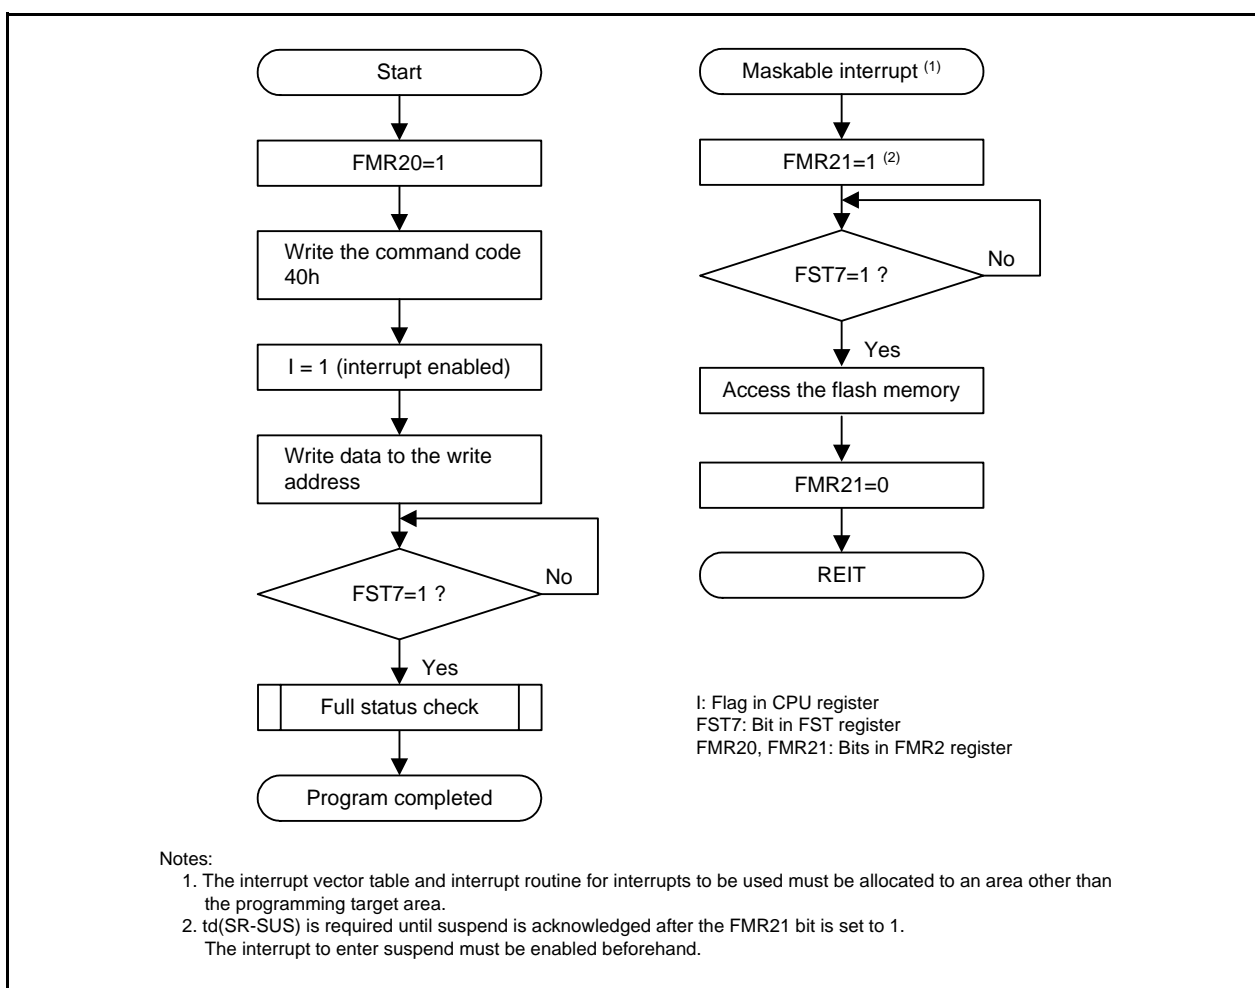 Start
FMR20=1
Write the command code
40h
I = 1 (interrupt enabled)
Write data to the write
address
FST7=1 ?
No
Yes
Full status check
Program completed
Maskable interrupt (1)
FMR21=1 (2)
FST7=1 ?
No
Yes
Access the flash memory
FMR21=0
REIT
I: Flag in CPU register
FST7: Bit in FST register
FMR20, FMR21: Bits in FMR2 register
Notes:
1. The interrupt vector table and interrupt routine for interrupts to be used must be allocated to an area other than
the programming target area.
2. td(SR-SUS) is required until suspend is acknowledged after the FMR21 bit is set to 1.
The interrupt to enter suspend must be enabled beforehand.